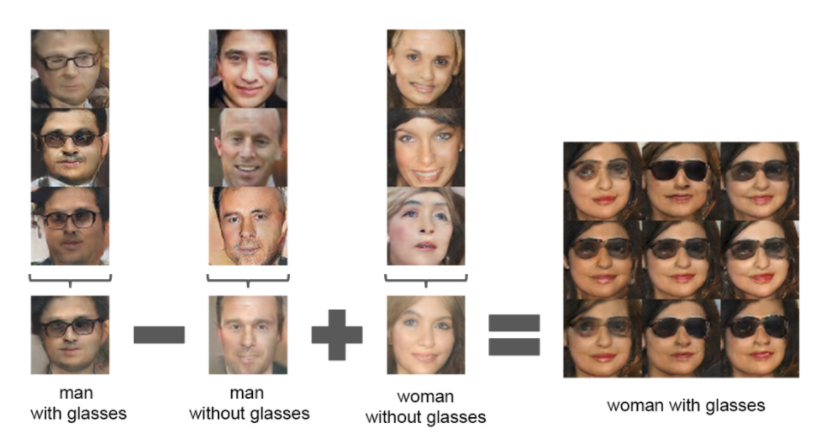 man
with glasses
man
without glasses
woman
without glasses
woman with glasses